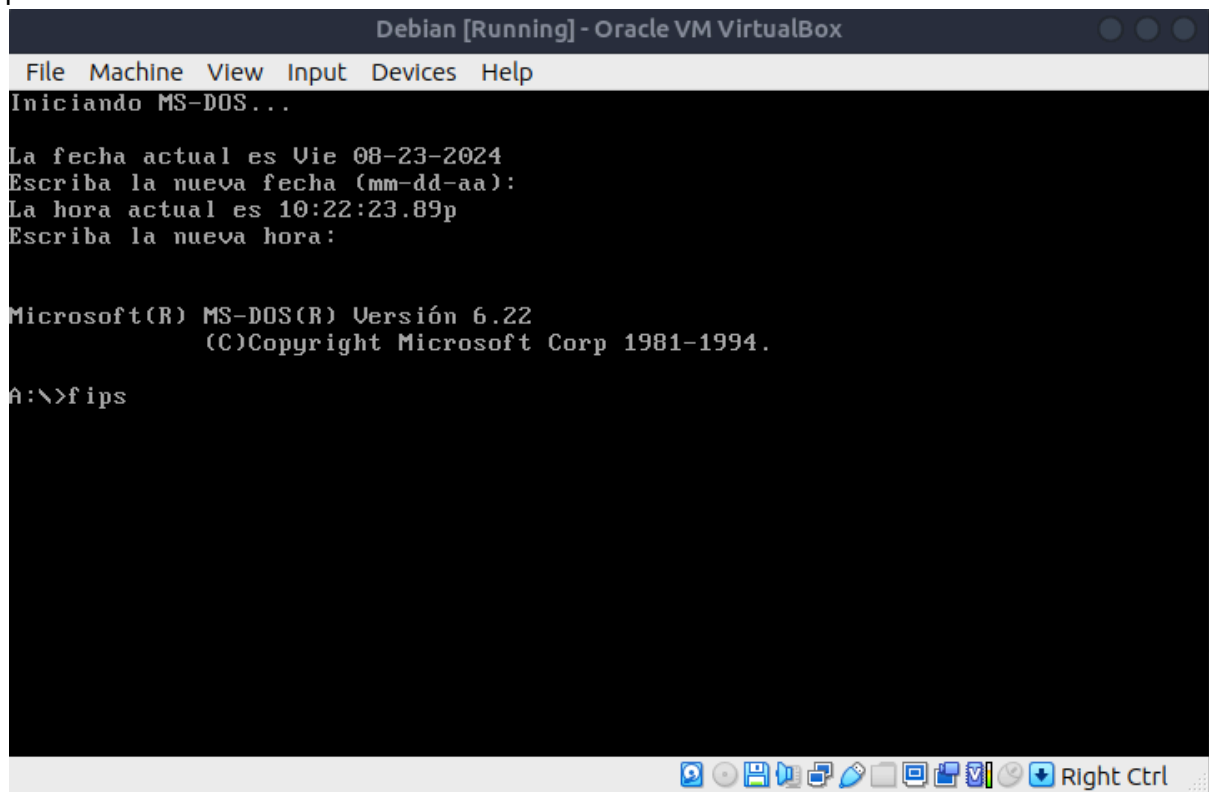 Debian [Running] - Oracle VM VirtualBox
File Machine View Input Devices Help
Iniciando MS-DOS...
La fecha actual es Vie 08-23-2024
Escriba la nueva fecha (mm-dd-aa):
La hora actual es 10:22:23.89p
Escriba la nueva hora:
Microsoft(R) MS-DOS(R) Versión 6.22
(C)Copyright Microsoft Corp 1981-1994.
A:\>fips
Right Ctrl